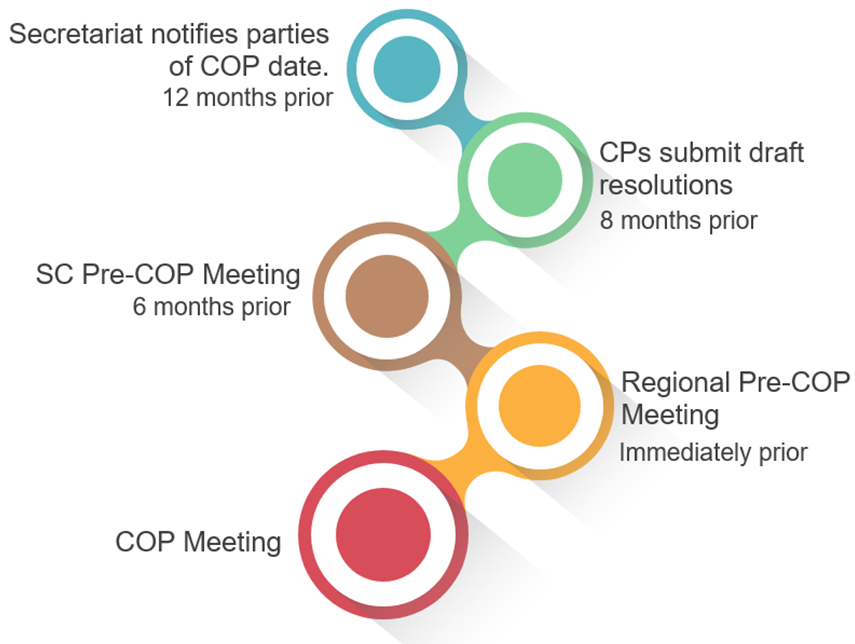 Secretariat notifies parties
of COP date.
12 months prior
CPs submit draft
resolutions
8 months prior
SC Pre-COP Meeting
6 months prior
Regional Pre-COP
Meeting
Immediately prior
COP Meeting